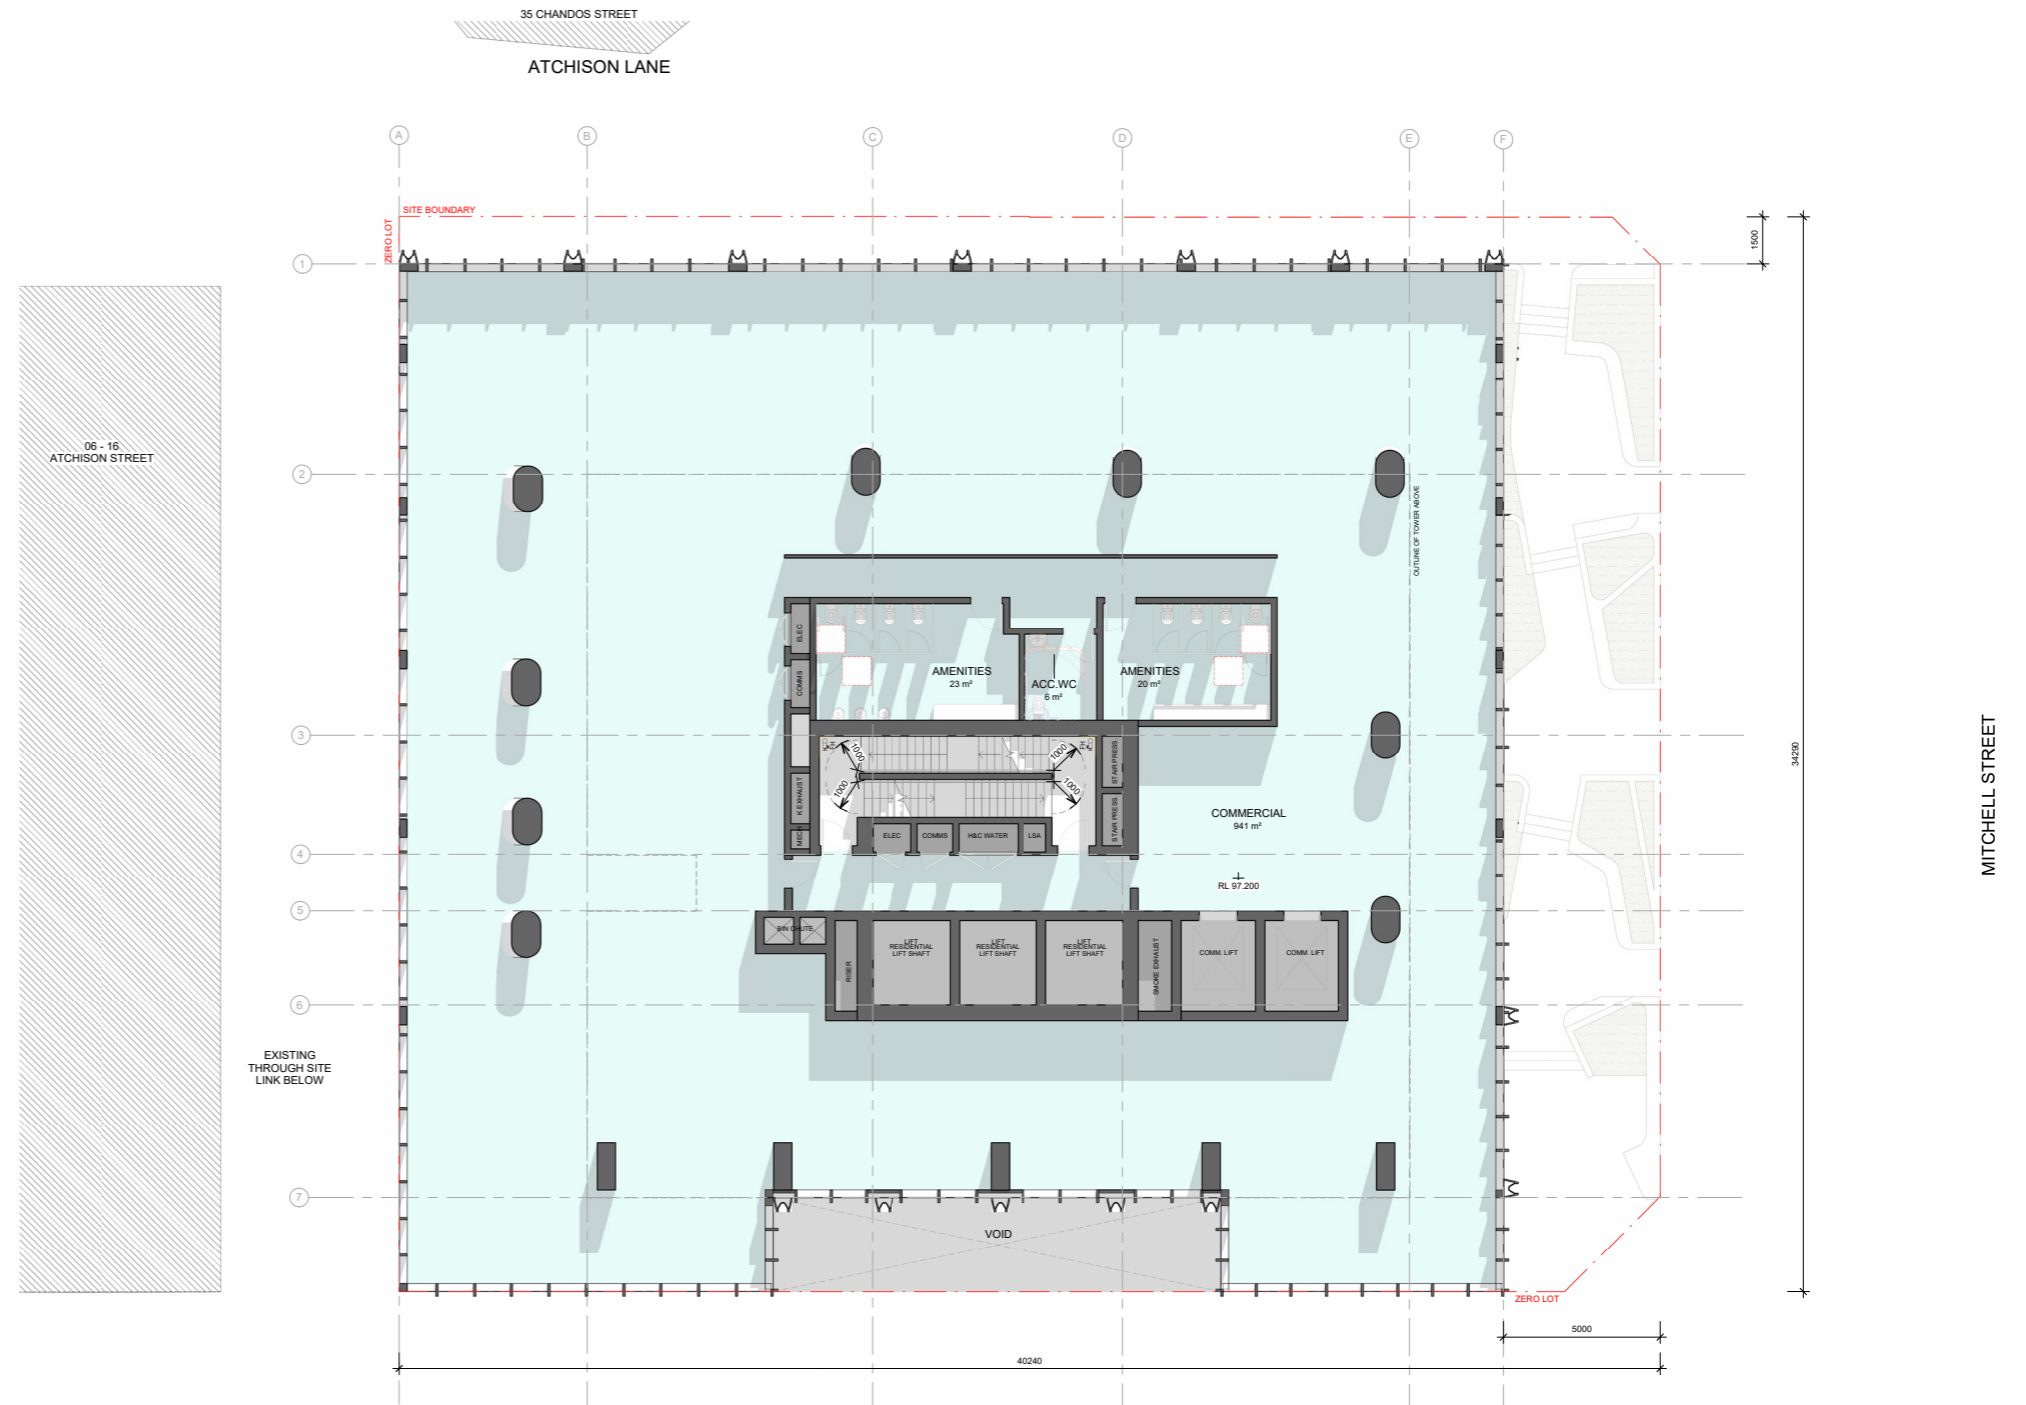 35 CHANDOS STREET
ATCHISON LANE
A
B
C
D
E
F
SITE BOUNDARY
ZERO LOT
1500
1
06 - 16
ATCHISON STREET
2
OUTLINE OF TOWER ABOVE
ELEC
COMMS
AMENITIES
23 m²
ACC.WC
6 m²
AMENITIES
20 m²
3
FH
1000
1000
FH
1000
1000
STAIR PRESS.
STAIR PRESS.
K.EXHAUST
MECH
ELEC
COMMS
H&C WATER
LSA
COMMERCIAL
941 m²
34290
MITCHELL STREET
4
RL 97.200
5
BIN CHUTE
RISER
LIFT
RESIDENTIAL
LIFT SHAFT
LIFT
RESIDENTIAL
LIFT SHAFT
LIFT
RESIDENTIAL
LIFT SHAFT
SMOKE EXHAUST
COMM. LIFT
COMM. LIFT
6
EXISTING
THROUGH SITE
LINK BELOW
7
VOID
ZERO LOT
5000
40240